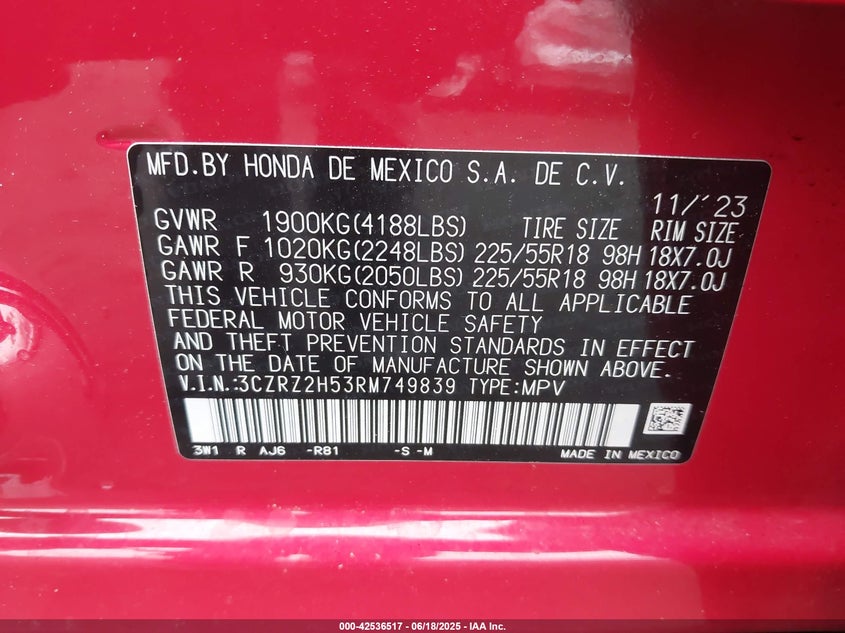 MFD.BY HONDA DE MEXICO S.A. DE C.V.
11/'23
GVWR 1900KG(4188LBS) TIRE SIZE RIM SIZE
GAWR F 1020KG(2248LBS) 225/55R18 98H 18X7.0J
GAWR R 930KG(2050LBS) 225/55R18 98H 18X7.0J
THIS VEHICLE CONFORMS TO ALL APPLICABLE
FEDERAL MOTOR VEHICLE SAFETY
AND THEFT PREVENTION STANDARDS IN EFFECT
ON THE DATE OF MANUFACTURE SHOWN ABOVE.
V.I.N.:3CZRZ2H53RM749839 TYPE:MPV
3W1 R AJ6 -R81 -S -M MADE IN MEXICO
000-42536517 - 06/18/2025 - IAA Inc.